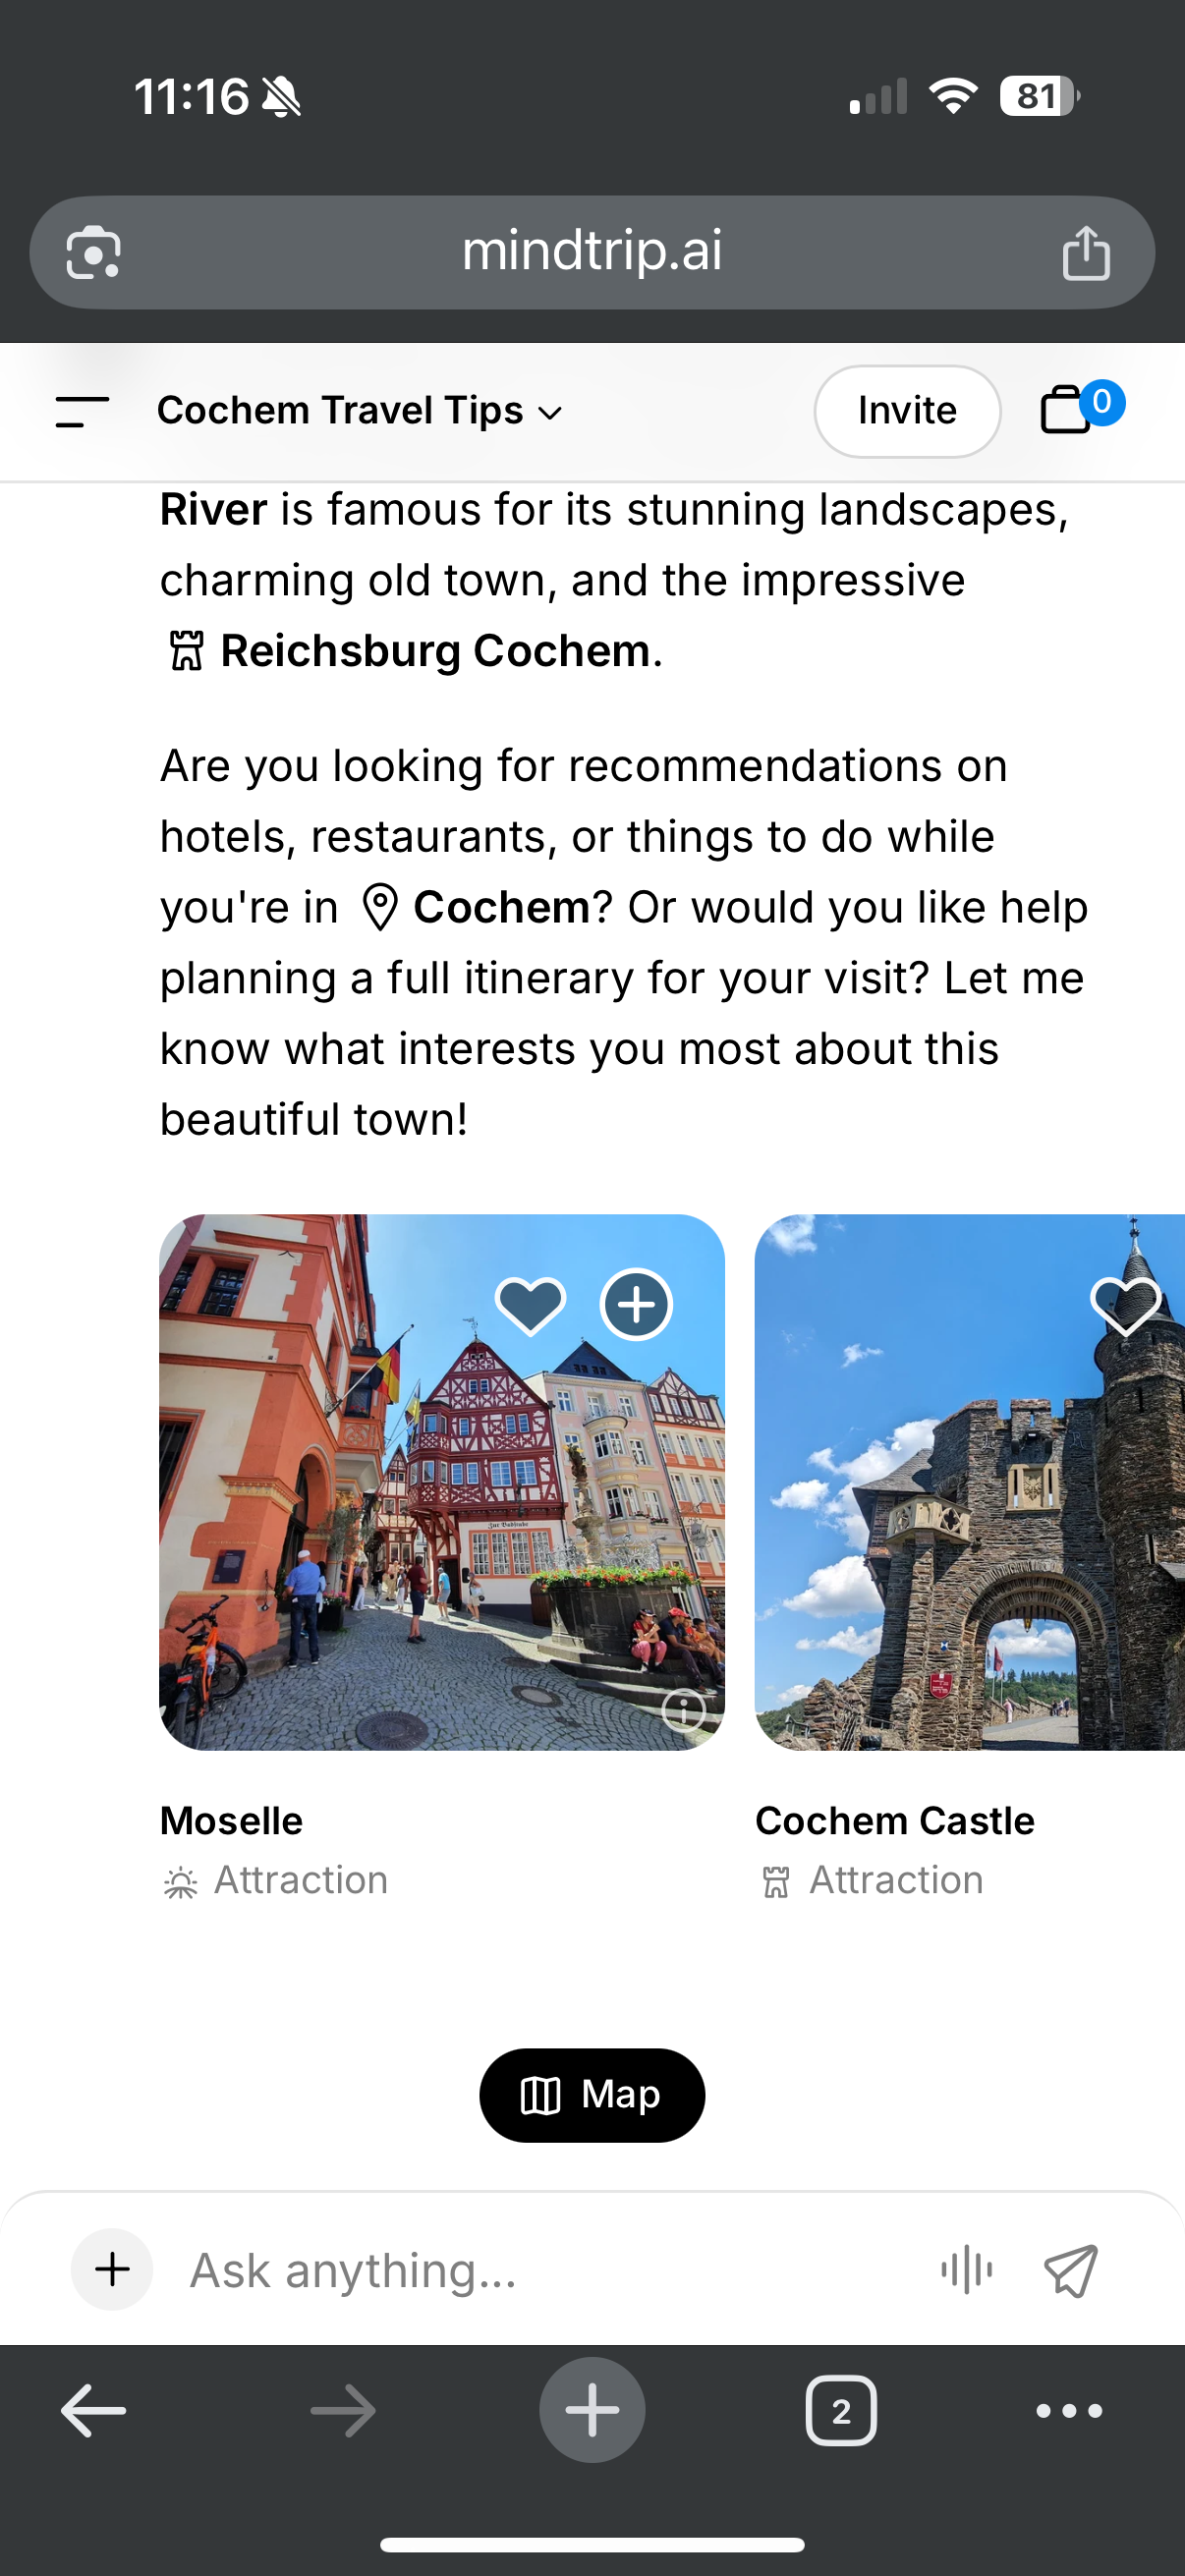 11:16
81
mindtrip.ai
Cochem Travel Tips
Invite
0
River is famous for its stunning landscapes,
charming old town, and the impressive
Reichsburg Cochem.
Are you looking for recommendations on
hotels, restaurants, or things to do while
you're in Cochem? Or would you like help
planning a full itinerary for your visit? Let me
know what interests you most about this
beautiful town!
Moselle
Attraction
Cochem Castle
Attraction
Map
Ask anything...
2